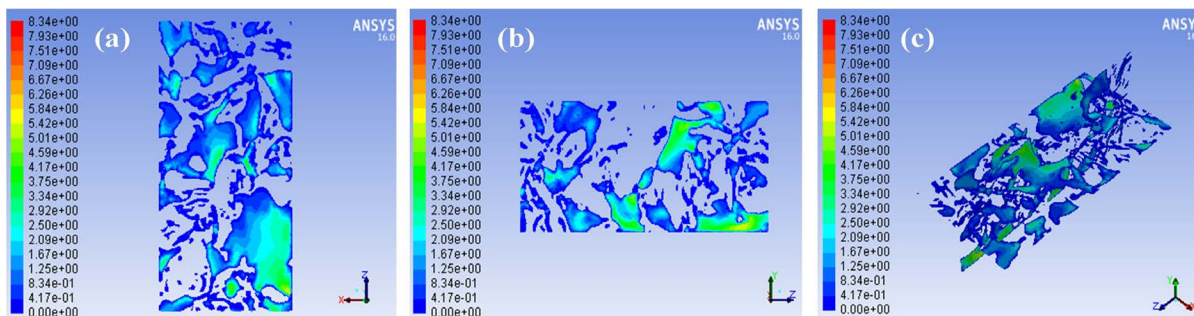 8.34e+00
7.93e+00
7.51e+00
7.09e+00
6.67e+00
6.26e+00
5.84e+00
5.42e+00
5.01e+00
4.59e+00
4.17e+00
3.75e+00
3.34e+00
2.92e+00
2.50e+00
2.09e+00
1.67e+00
1.25e+00
8.34e-01
4.17e-01
0.00e+00
(a)
ANSYS
16.0
Z
X
8.34e+00
7.93e+00
7.51e+00
7.09e+00
6.67e+00
6.26e+00
5.84e+00
5.42e+00
5.01e+00
4.59e+00
4.17e+00
3.75e+00
3.34e+00
2.92e+00
2.50e+00
2.09e+00
1.67e+00
1.25e+00
8.34e-01
4.17e-01
0.00e+00
(b)
ANSYS
16.0
Y
X Z
8.34e+00
7.93e+00
7.51e+00
7.09e+00
6.67e+00
6.26e+00
5.84e+00
5.42e+00
5.01e+00
4.59e+00
4.17e+00
3.75e+00
3.34e+00
2.92e+00
2.50e+00
2.09e+00
1.67e+00
1.25e+00
8.34e-01
4.17e-01
0.00e+00
(c)
ANSYS
16.0
Y
Z X